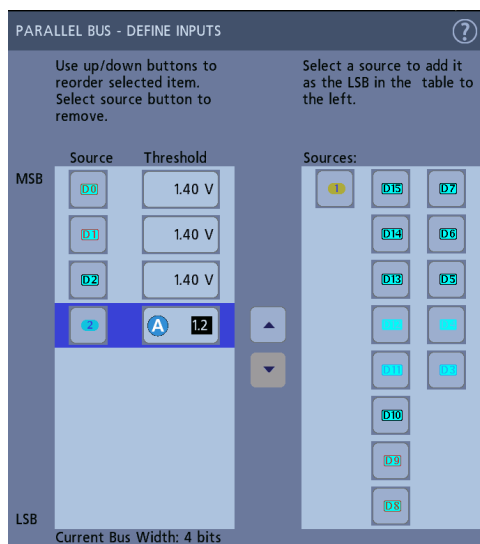 PARALLEL BUS - DEFINE INPUTS
?
Use up/down buttons to
reorder selected item.
Select source button to
remove.
Select a source to add it
as the LSB in the table to
the left.
Source Threshold
Sources:
MSB
D0 1.40 V
D1 1.40 V
D2 1.40 V
2 A 1.2
LSB
1 D15 D7
D14 D6
D13 D5
D11 D3
D10
D9
D8
Current Bus Width: 4 bits